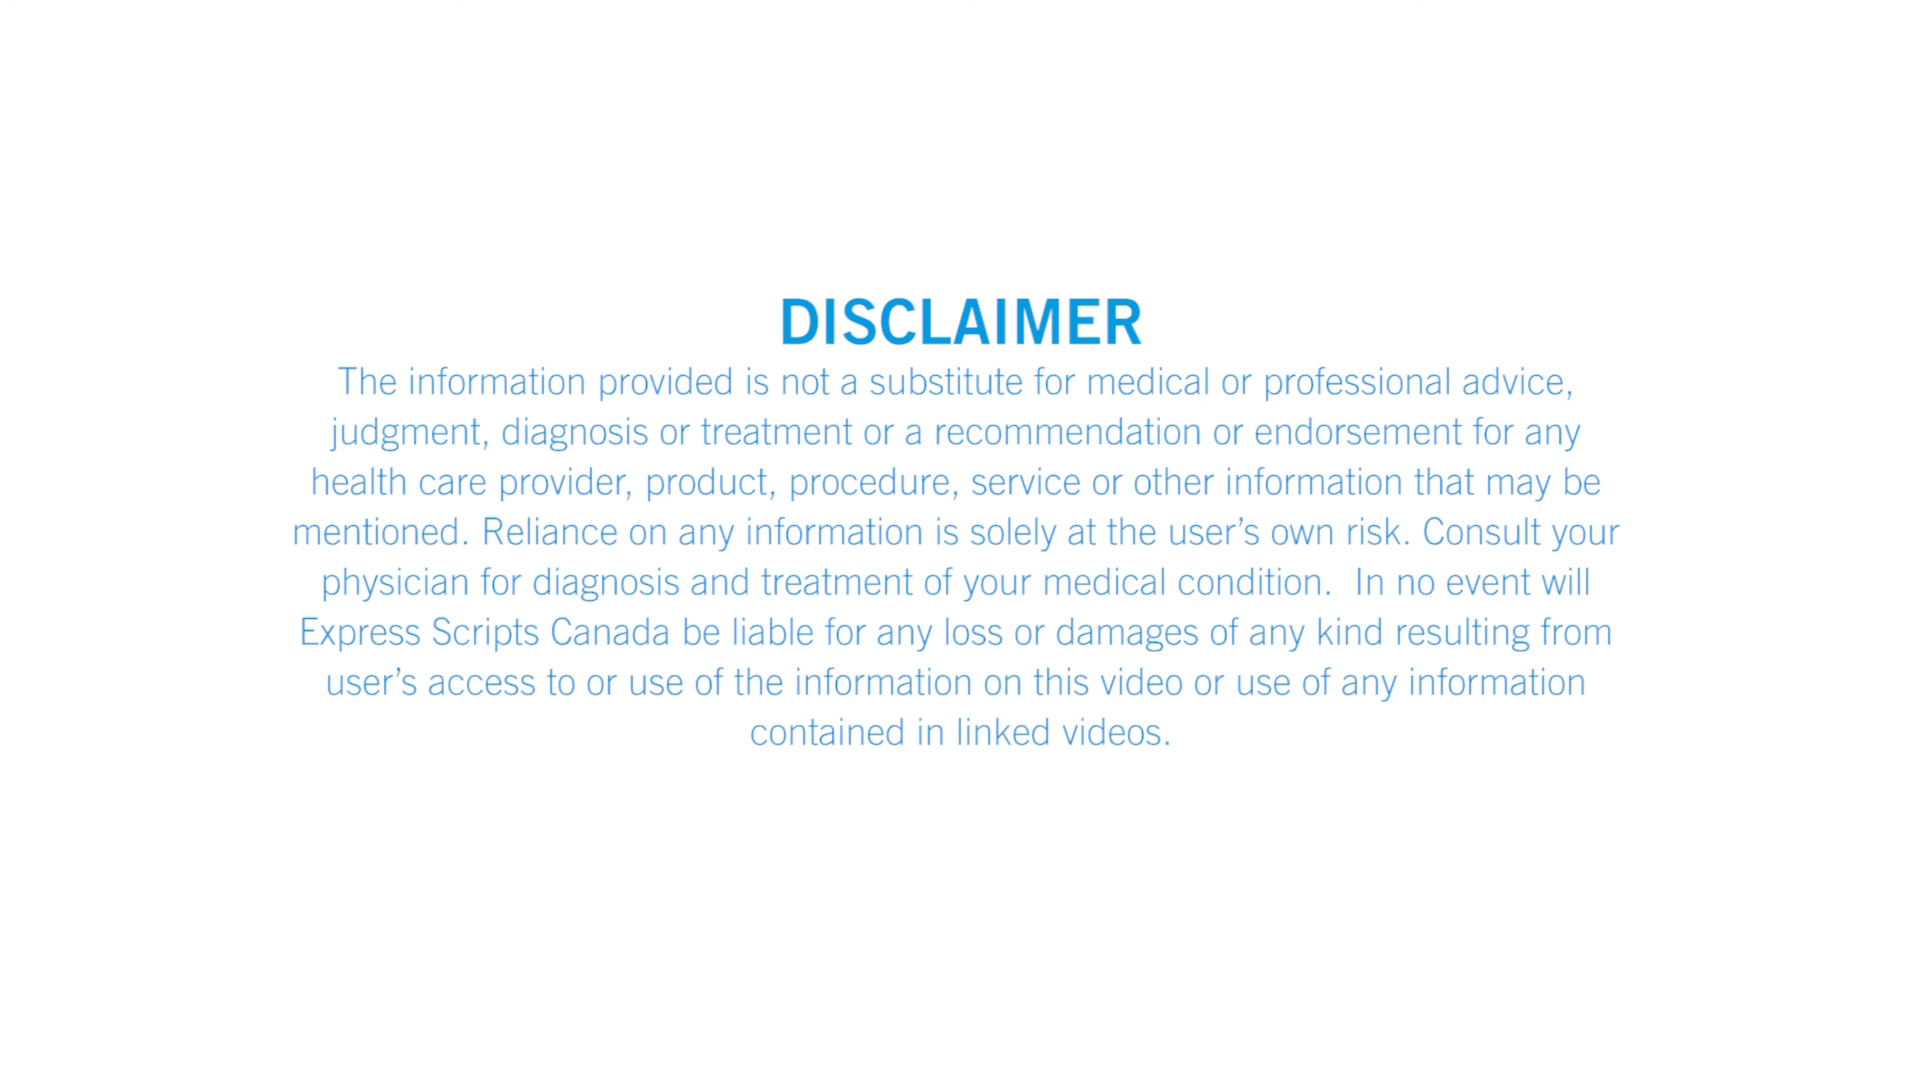 DISCLAIMER
The information provided is not a substitute for medical or professional advice,
judgment, diagnosis or treatment or a recommendation or endorsement for any
health care provider, product, procedure, service or other information that may be
mentioned. Reliance on any information is solely at the user’s own risk. Consult your
physician for diagnosis and treatment of your medical condition.  In no event will
Express Scripts Canada be liable for any loss or damages of any kind resulting from
user’s access to or use of the information on this video or use of any information
contained in linked videos.